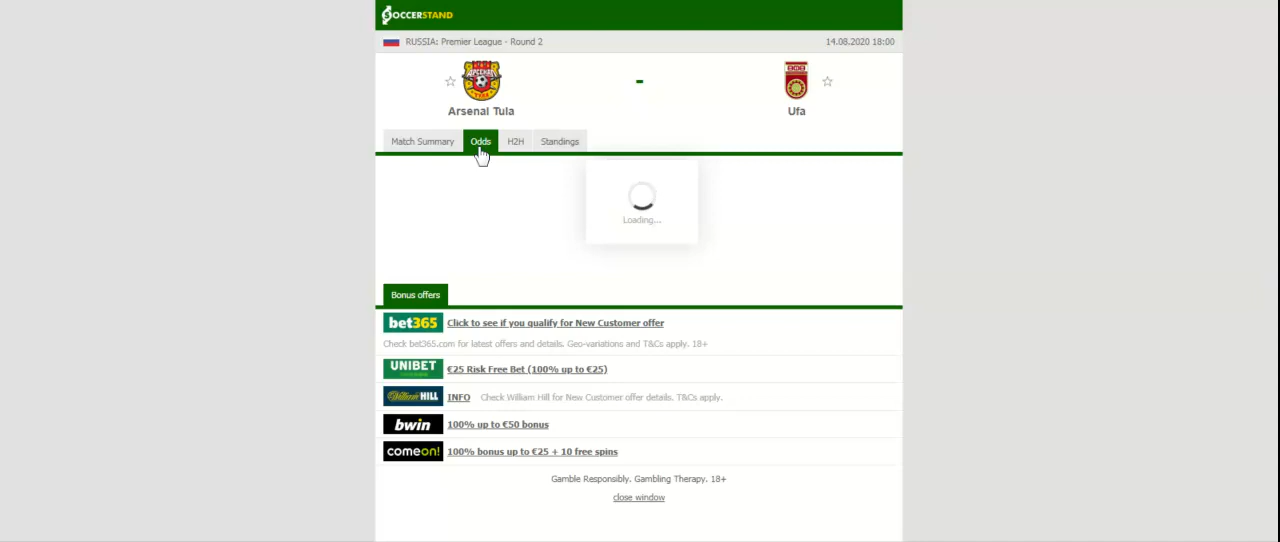 SOCCERSTAND
RUSSIA: Premier League - Round 2 14.08.2020 18:00
АРСЕНАЛ
ТУЛА
Arsenal Tula - Ufa
Match Summary Odds H2H Standings
Loading...
Bonus offers
bet365 Click to see if you qualify for New Customer offer
Check bet365.com for latest offers and details. Geo-variations and T&Cs apply. 18+
UNIBET €25 Risk Free Bet (100% up to €25)
William HILL INFO Check William Hill for New Customer offer details. T&Cs apply.
bwin 100% up to €50 bonus
comeon! 100% bonus up to €25 + 10 free spins
Gamble Responsibly. Gambling Therapy. 18+
close window